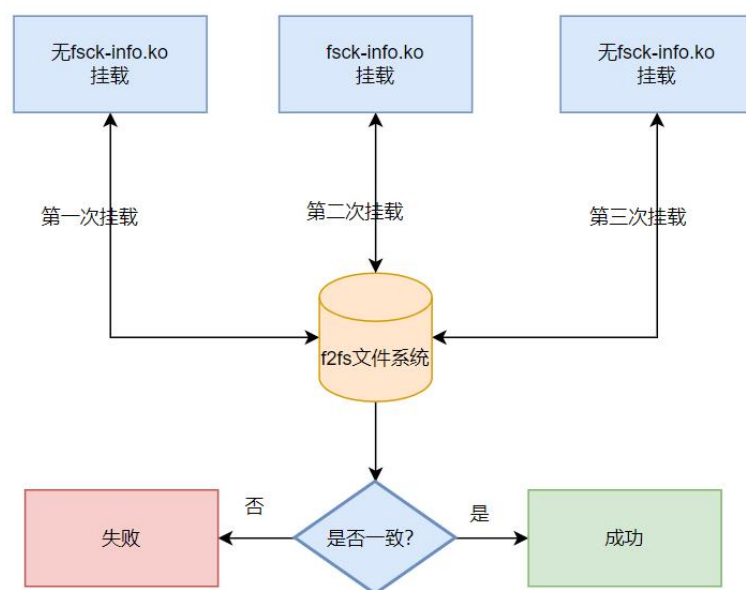 无fsck-info.ko
挂载
fsck-info.ko
挂载
无fsck-info.ko
挂载
第一次挂载
第二次挂载
第三次挂载
f2fs文件系统
否
是
失败
是否一致?
成功